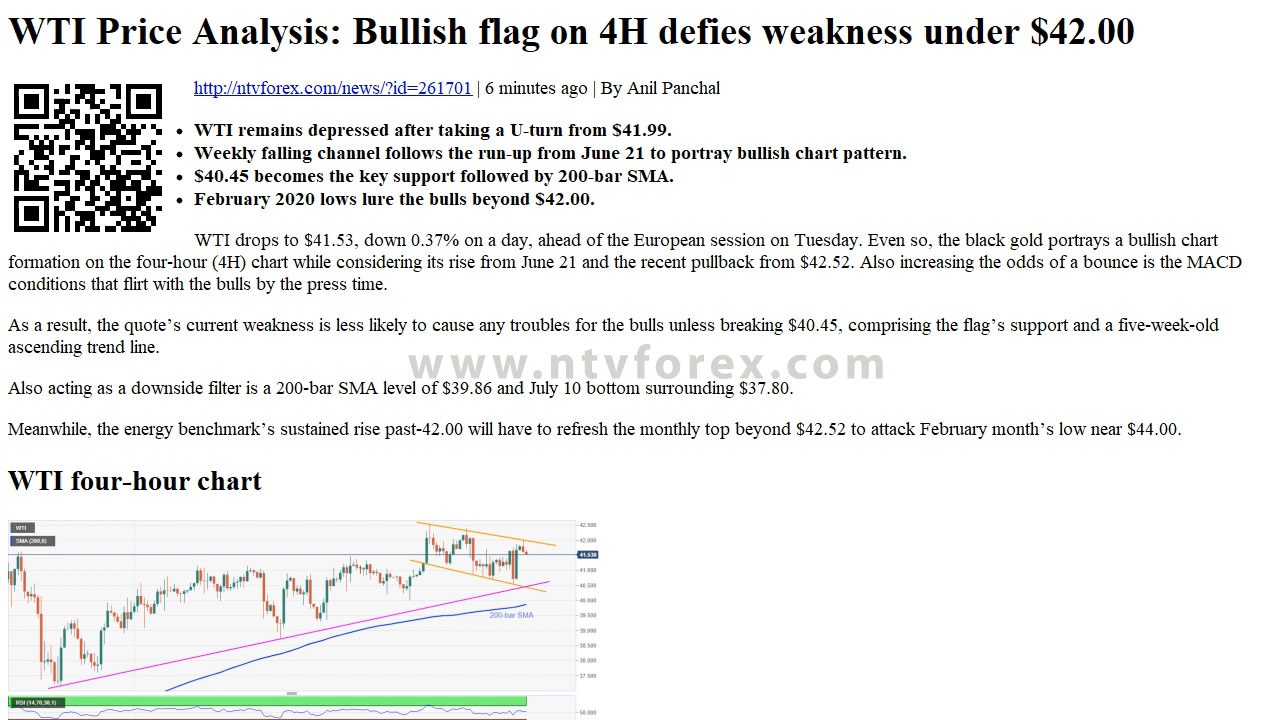 WTI Price Analysis: Bullish flag on 4H defies weakness under $42.00
http://ntvforex.com/news/?id=261701 | 6 minutes ago | By Anil Panchal
• WTI remains depressed after taking a U-turn from $41.99.
• Weekly falling channel follows the run-up from June 21 to portray bullish chart pattern.
• $40.45 becomes the key support followed by 200-bar SMA.
• February 2020 lows lure the bulls beyond $42.00.
WTI drops to $41.53, down 0.37% on a day, ahead of the European session on Tuesday. Even so, the black gold portrays a bullish chart
formation on the four-hour (4H) chart while considering its rise from June 21 and the recent pullback from $42.52. Also increasing the odds of a bounce is the MACD
conditions that flirt with the bulls by the press time.
As a result, the quote’s current weakness is less likely to cause any troubles for the bulls unless breaking $40.45, comprising the flag’s support and a five-week-old
ascending trend line.
www.ntvforex.com
Also acting as a downside filter is a 200-bar SMA level of $39.86 and July 10 bottom surrounding $37.80.
Meanwhile, the energy benchmark’s sustained rise past-42.00 will have to refresh the monthly top beyond $42.52 to attack February month’s low near $44.00.
WTI four-hour chart
WTI
SMA (200,0)
42.500
42.000
41.530
41.000
40.500
40.000
39.500
39.000
38.500
38.000
37.500
200-bar SMA
RSI (14,70,30,1)
50.000